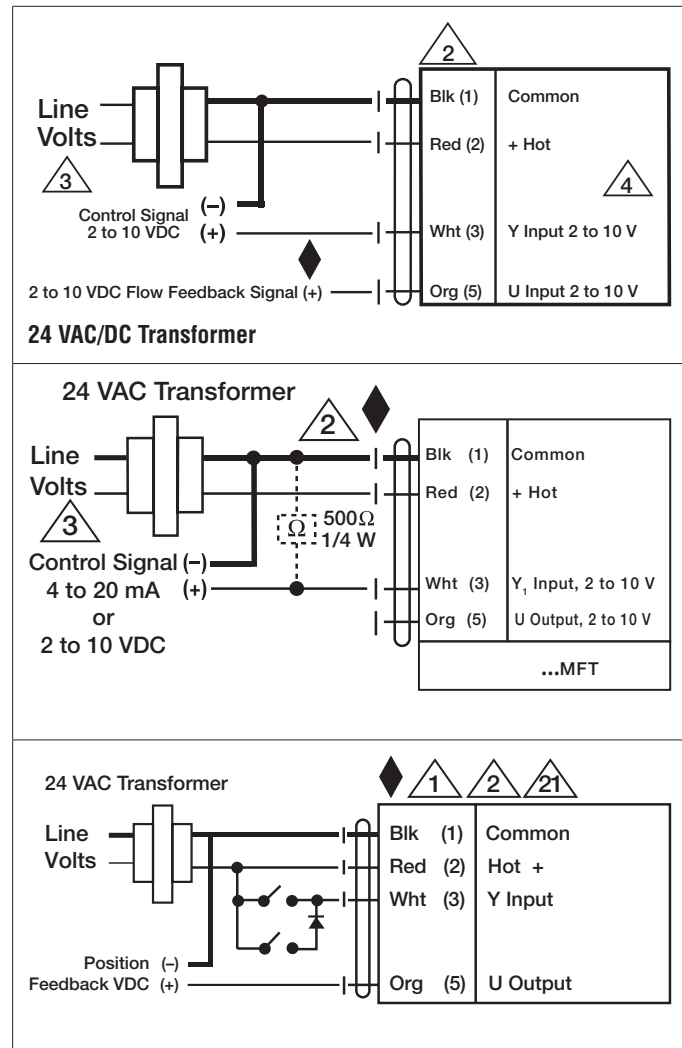 2
Blk (1) Common
Line
Volts
Red (2) + Hot
3
4
Control Signal (–)
2 to 10 VDC (+)
Wht (3) Y Input 2 to 10 V
2 to 10 VDC Flow Feedback Signal (+)
Org (5) U Input 2 to 10 V
24 VAC/DC Transformer
24 VAC Transformer
2
Line
Volts
Blk (1) Common
Red (2) + Hot
3
Ω
500Ω
1/4 W
Control Signal (–)
4 to 20 mA (+)
or
2 to 10 VDC
Wht (3) Y1 Input, 2 to 10 V
Org (5) U Output, 2 to 10 V
...MFT
24 VAC Transformer
1 2 21
Line
Volts
Blk (1) Common
Red (2) Hot +
Wht (3) Y Input
Position (–)
Feedback VDC (+)
Org (5) U Output